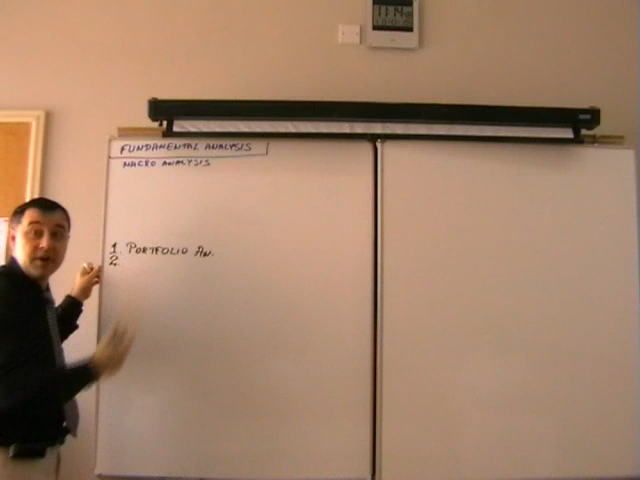 FUNDAMENTAL ANALYSIS
MACRO ANALYSIS
1. PORTFOLIO AN.
2.